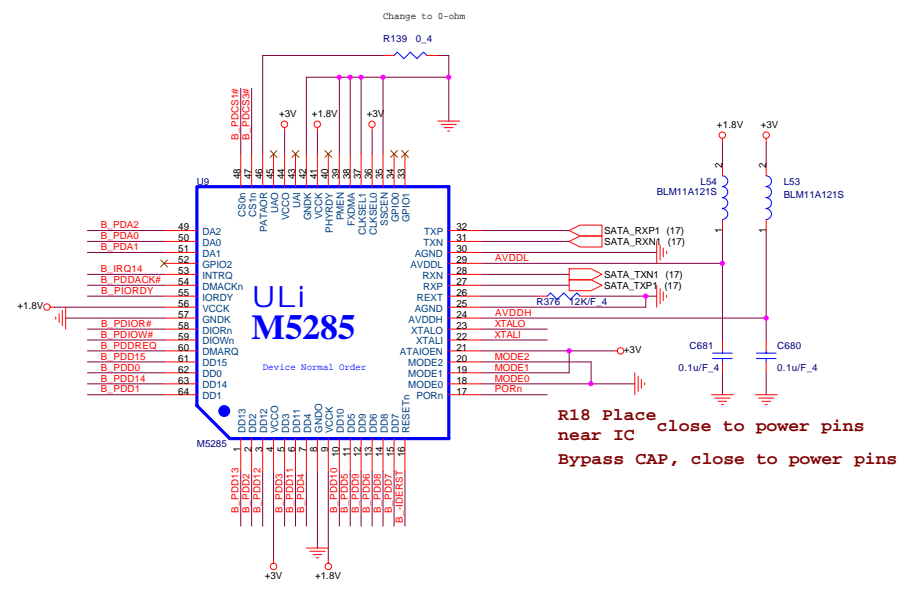 Change to 0-ohm
R139 0_4
B_PDCS1#
B_PDCS3#
+3V
+1.8V
+3V
+1.8V
+3V
48 47 46 45 44 43 42 41 40 39 38 37 36 35 34 33
U9
CS0n
CS1n
PATAOR
UAO
VCCO
UAI
GNDK
VCCK
PHYRDY
PMEN
FXDMA
CLKSEL1
CLKSEL0
SSCEN
GPIO0
GPIO1
L54
BLM11A121S
2
1
L53
BLM11A121S
2
1
B_PDA2 49 DA2
B_PDA0 50 DA0
B_PDA1 51 DA1
52 GPIO2
B_IRQ14 53 INTRQ
B_PDDACK# 54 DMACKn
B_PIORDY 55 IORDY
+1.8V 56 VCCK
57 GNDK
B_PDIOR# 58 DIORn
B_PDIOW# 59 DIOWn
B_PDDREQ 60 DMARQ
B_PDD15 61 DD15
B_PDD0 62 DD0
B_PDD14 63 DD14
B_PDD1 64 DD1
TXP 32 SATA_RXP1 (17)
TXN 31 SATA_RXN1 (17)
AGND 30
AVDDL 29 AVDDL
RXN 28 SATA_TXN1 (17)
RXP 27 SATA_TXP1 (17)
REXT 26 R376 12K/F_4
AGND 25
AVDDH 24 AVDDH
XTALO 23 XTALO
XTALI 22 XTALI
ATAIOEN 21 +3V
MODE2 20 MODE2
MODE1 19 MODE1
MODE0 18 MODE0
PORn 17 PORn
ULi
M5285
Device Normal Order
C681
0.1u/F_4
C680
0.1u/F_4
DD13
DD2
DD12
VCCO
DD3
DD11
DD4
GNDO
VCCK
DD10
DD5
DD9
DD6
DD8
DD7
RESETn
M5285
1 2 3 4 5 6 7 8 9 10 11 12 13 14 15 16
B_PDD13
B_PDD2
B_PDD12
B_PDD3
B_PDD11
B_PDD4
B_PDD10
B_PDD5
B_PDD9
B_PDD6
B_PDD8
B_PDD7
B_-IDERST
+3V
+1.8V
R18 Place
near IC
close to power pins
Bypass CAP, close to power pins